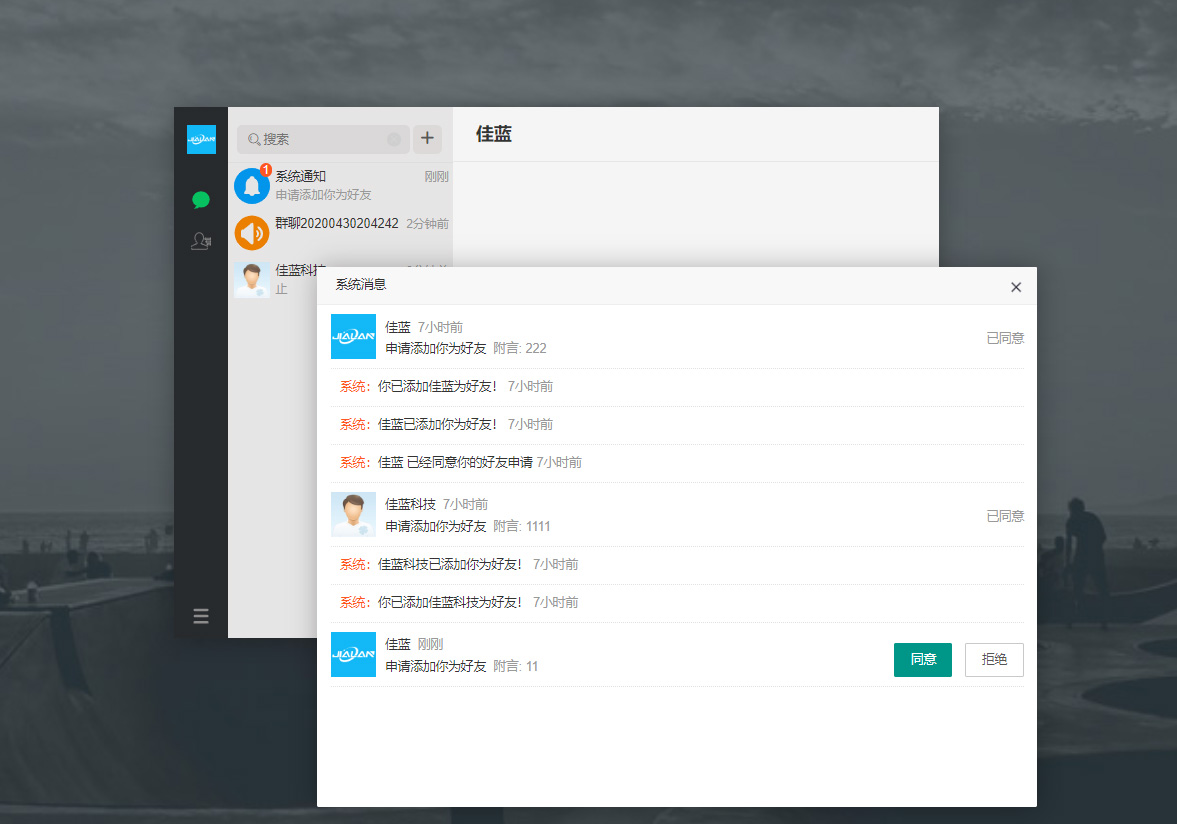 JIALAN
搜索
+
佳蓝
1
系统通知 刚刚
申请添加你为好友
群聊20200430204242 2分钟前
佳蓝科技
止
系统消息
JIALAN
佳蓝 7小时前
申请添加你为好友 附言: 222
已同意
系统：你已添加佳蓝为好友！ 7小时前
系统：佳蓝已添加你为好友！ 7小时前
系统：佳蓝 已经同意你的好友申请 7小时前
佳蓝科技 7小时前
申请添加你为好友 附言: 1111
已同意
系统：佳蓝科技已添加你为好友！ 7小时前
系统：你已添加佳蓝科技为好友！ 7小时前
JIALAN
佳蓝 刚刚
申请添加你为好友 附言: 11
同意 拒绝